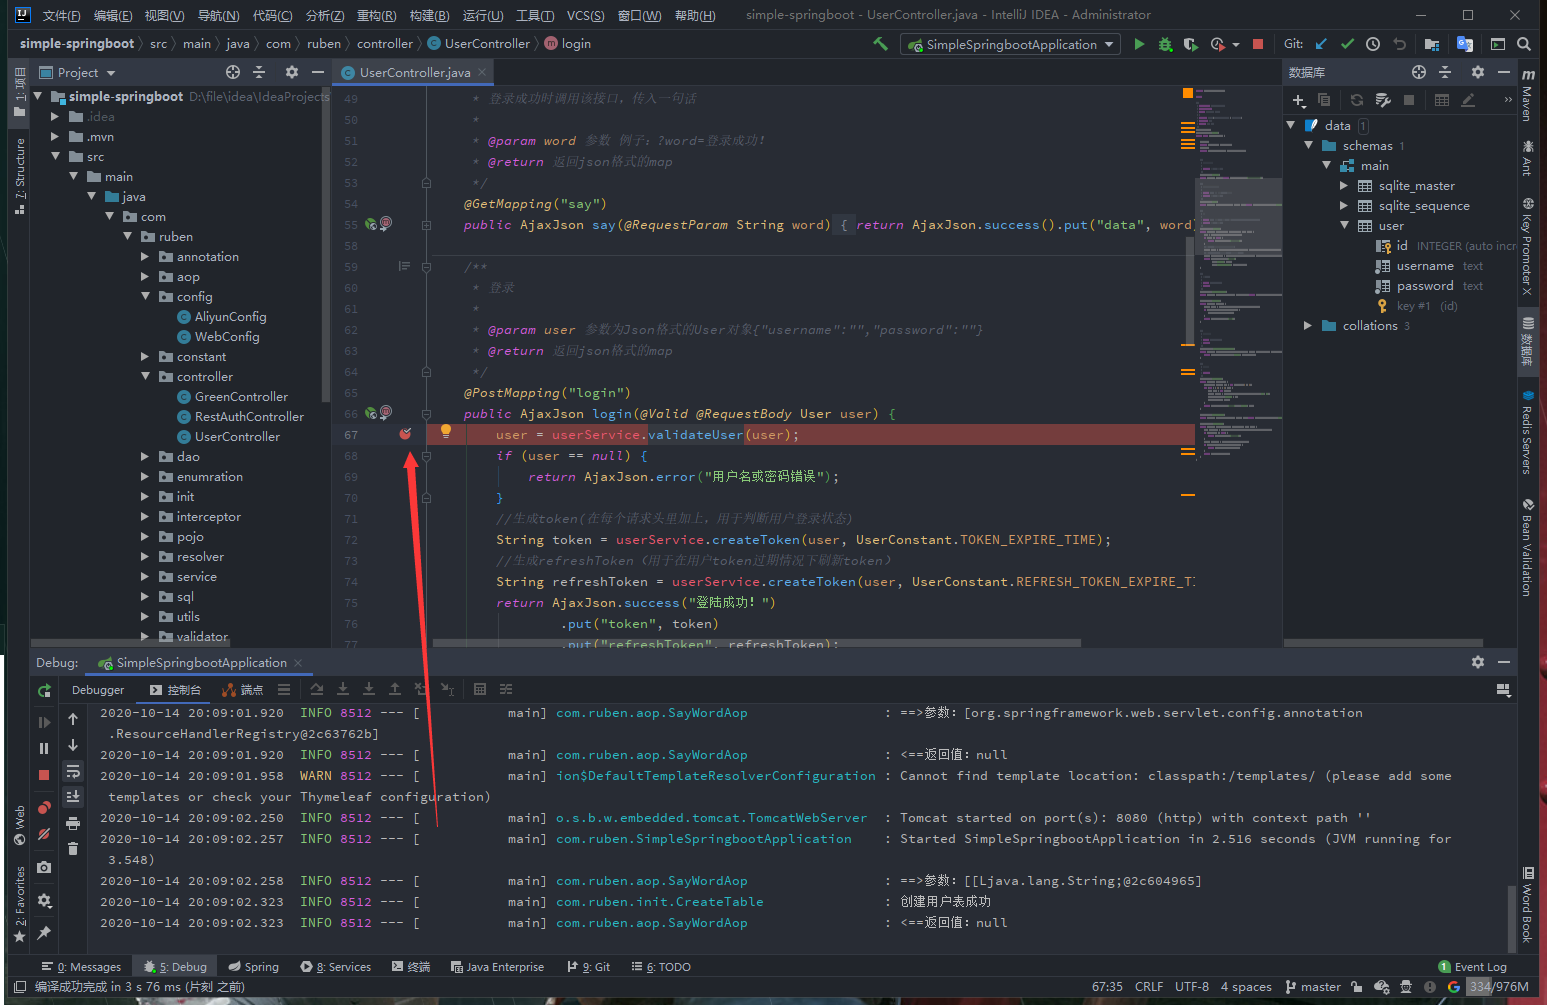 文件(F) 编辑(E) 视图(V) 导航(N) 代码(C) 分析(Z) 重构(R) 构建(B) 运行(U) 工具(T) VCS(S) 窗口(W) 帮助(H) simple-springboot - UserController.java - IntelliJ IDEA - Administrator
simple-springboot src main java com ruben controller UserController login SimpleSpringbootApplication Git:
Project
UserController.java
数据库
1: 项目
7: Structure
Web
2: Favorites
simple-springboot D:\file\idea\IdeaProjects
.idea
.mvn
src
main
java
com
ruben
annotation
aop
config
AliyunConfig
WebConfig
constant
controller
GreenController
RestAuthController
UserController
dao
enumration
init
interceptor
pojo
resolver
service
sql
utils
validator
49 * 登录成功时调用该接口，传入一句话
50 *
51 * @param word 参数 例子：?word=登录成功!
52 * @return 返回json格式的map
53 */
54 @GetMapping("say")
55 public AjaxJson say(@RequestParam String word) { return AjaxJson.success().put("data", word)
58
59 /**
60 * 登录
61 *
62 * @param user 参数为Json格式的User对象{"username":"","password":""}
63 * @return 返回json格式的map
64 */
65 @PostMapping("login")
66 public AjaxJson login(@Valid @RequestBody User user) {
67 user = userService.validateUser(user);
68 if (user == null) {
69 return AjaxJson.error("用户名或密码错误");
70 }
71 //生成token(在每个请求头里加上，用于判断用户登录状态)
72 String token = userService.createToken(user, UserConstant.TOKEN_EXPIRE_TIME);
73 //生成refreshToken（用于在用户token过期情况下刷新token）
74 String refreshToken = userService.createToken(user, UserConstant.REFRESH_TOKEN_EXPIRE_TI
75 return AjaxJson.success("登陆成功！")
76 .put("token", token)
77 .put("refreshToken", refreshToken);
data 1
schemas 1
main
sqlite_master
sqlite_sequence
user
id INTEGER (auto incr
username text
password text
key #1 (id)
collations 3
Maven
Ant
Key Promoter X
数据库
Redis Servers
Bean Validation
Word Book
Debug: SimpleSpringbootApplication
Debugger 控制台 端点
2020-10-14 20:09:01.920 INFO 8512 --- [ main] com.ruben.aop.SayWordAop : ==>参数：[org.springframework.web.servlet.config.annotation
.ResourceHandlerRegistry@2c63762b]
2020-10-14 20:09:01.920 INFO 8512 --- [ main] com.ruben.aop.SayWordAop : <==返回值：null
2020-10-14 20:09:01.958 WARN 8512 --- [ main] ion$DefaultTemplateResolverConfiguration : Cannot find template location: classpath:/templates/ (please add some
templates or check your Thymeleaf configuration)
2020-10-14 20:09:02.250 INFO 8512 --- [ main] o.s.b.w.embedded.tomcat.TomcatWebServer : Tomcat started on port(s): 8080 (http) with context path ''
2020-10-14 20:09:02.257 INFO 8512 --- [ main] com.ruben.SimpleSpringbootApplication : Started SimpleSpringbootApplication in 2.516 seconds (JVM running for
3.548)
2020-10-14 20:09:02.258 INFO 8512 --- [ main] com.ruben.aop.SayWordAop : ==>参数：[[Ljava.lang.String;@2c604965]
2020-10-14 20:09:02.323 INFO 8512 --- [ main] com.ruben.init.CreateTable : 创建用户表成功
2020-10-14 20:09:02.323 INFO 8512 --- [ main] com.ruben.aop.SayWordAop : <==返回值：null
0: Messages 5: Debug Spring 8: Services 终端 Java Enterprise 9: Git 6: TODO 1 Event Log
编译成功完成 in 3 s 76 ms (片刻 之前) 67:35 CRLF UTF-8 4 spaces master 334/976M